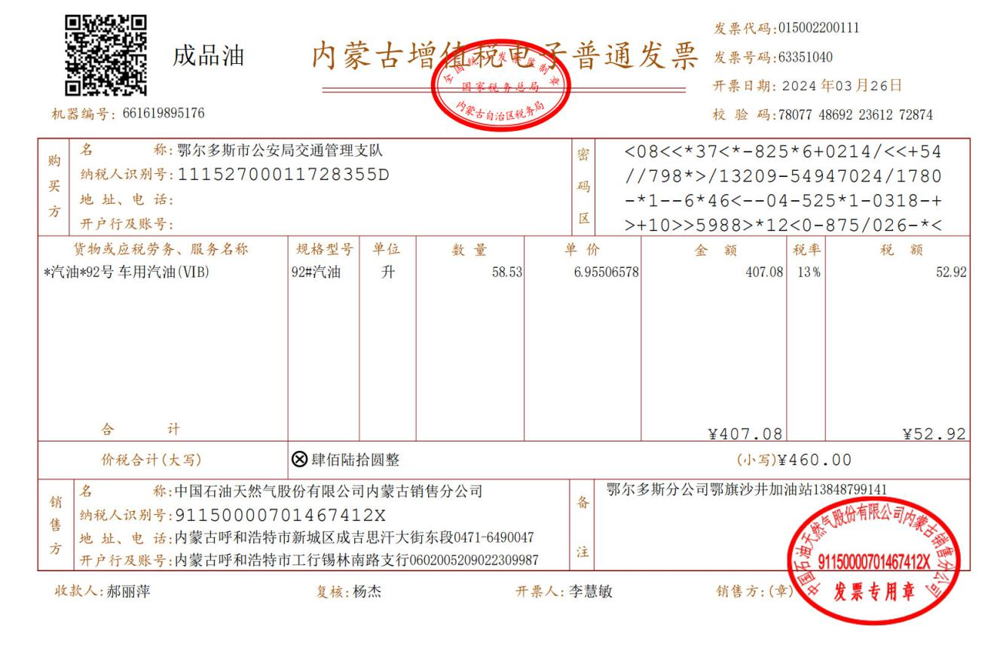 成品油
内蒙古增值税电子普通发票
全国统一发票监制章
国家税务总局
内蒙古自治区税务局
发票代码:015002200111
发票号码:63351040
开票日期: 2024 年03 月26日
机器编号: 661619895176
校 验 码:78077 48692 23612 72874
购买方
名 称:鄂尔多斯市公安局交通管理支队
纳税人识别号:11152700011728355D
地 址、电 话:
开户行及账号:
密码区
<08<<*37<*-825*6+0214/<<+54
//798*>/13209-54947024/1780
-*1--6*46<--04-525*1-0318-+
>+10>>5988>*12<0-875/026-*<
货物或应税劳务、服务名称 规格型号 单位 数 量 单 价 金 额 税率 税 额
*汽油*92号 车用汽油(VIB) 92#汽油 升 58.53 6.95506578 407.08 13% 52.92
合 计 ¥407.08 ¥52.92
价税合计(大写) ⊗肆佰陆拾圆整 (小写)¥460.00
销售方
名 称:中国石油天然气股份有限公司内蒙古销售分公司
纳税人识别号:91150000701467412X
地 址、电 话:内蒙古呼和浩特市新城区成吉思汗大街东段0471-6490047
开户行及账号:内蒙古呼和浩特市工行锡林南路支行0602005209022309987
备注
鄂尔多斯分公司鄂旗沙井加油站13848799141
中国石油天然气股份有限公司内蒙古销售分公司
91150000701467412X
发票专用章
收款人:郝丽萍 复核:杨杰 开票人:李慧敏 销售方:(章)